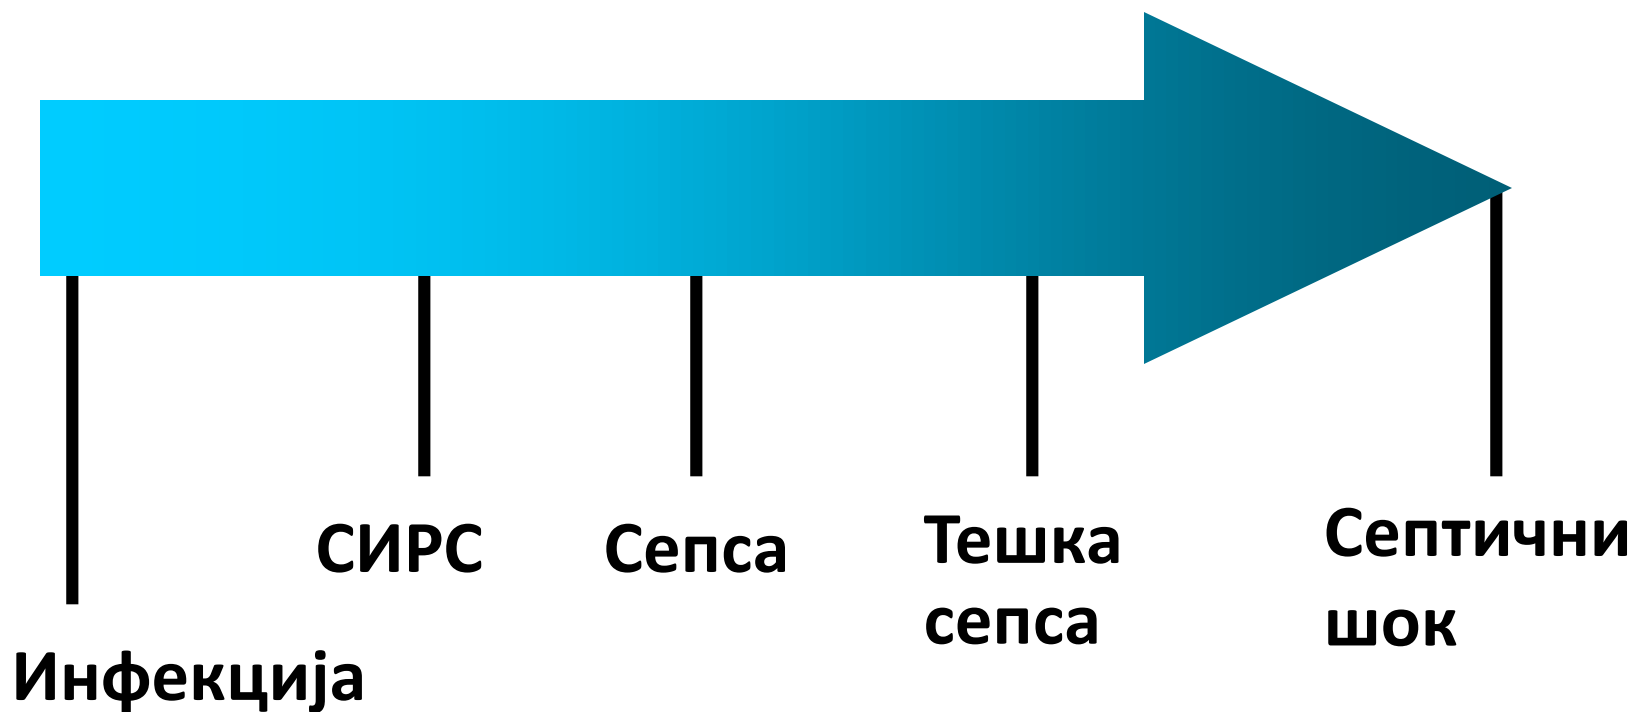 Инфекција
СИРС
Сепса
Тешка
сепса
Септични
шок